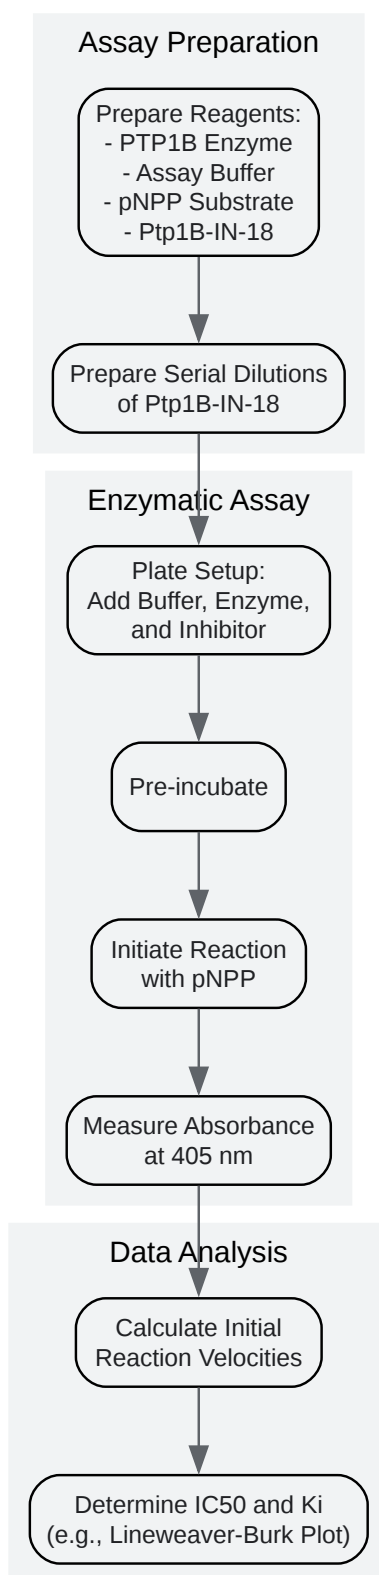 Assay Preparation
Prepare Reagents:
- PTP1B Enzyme
- Assay Buffer
- pNPP Substrate
- Ptp1B-IN-18
Prepare Serial Dilutions
of Ptp1B-IN-18
Enzymatic Assay
Plate Setup:
Add Buffer, Enzyme,
and Inhibitor
Pre-incubate
Initiate Reaction
with pNPP
Measure Absorbance
at 405 nm
Data Analysis
Calculate Initial
Reaction Velocities
Determine IC50 and Ki
(e.g., Lineweaver-Burk Plot)